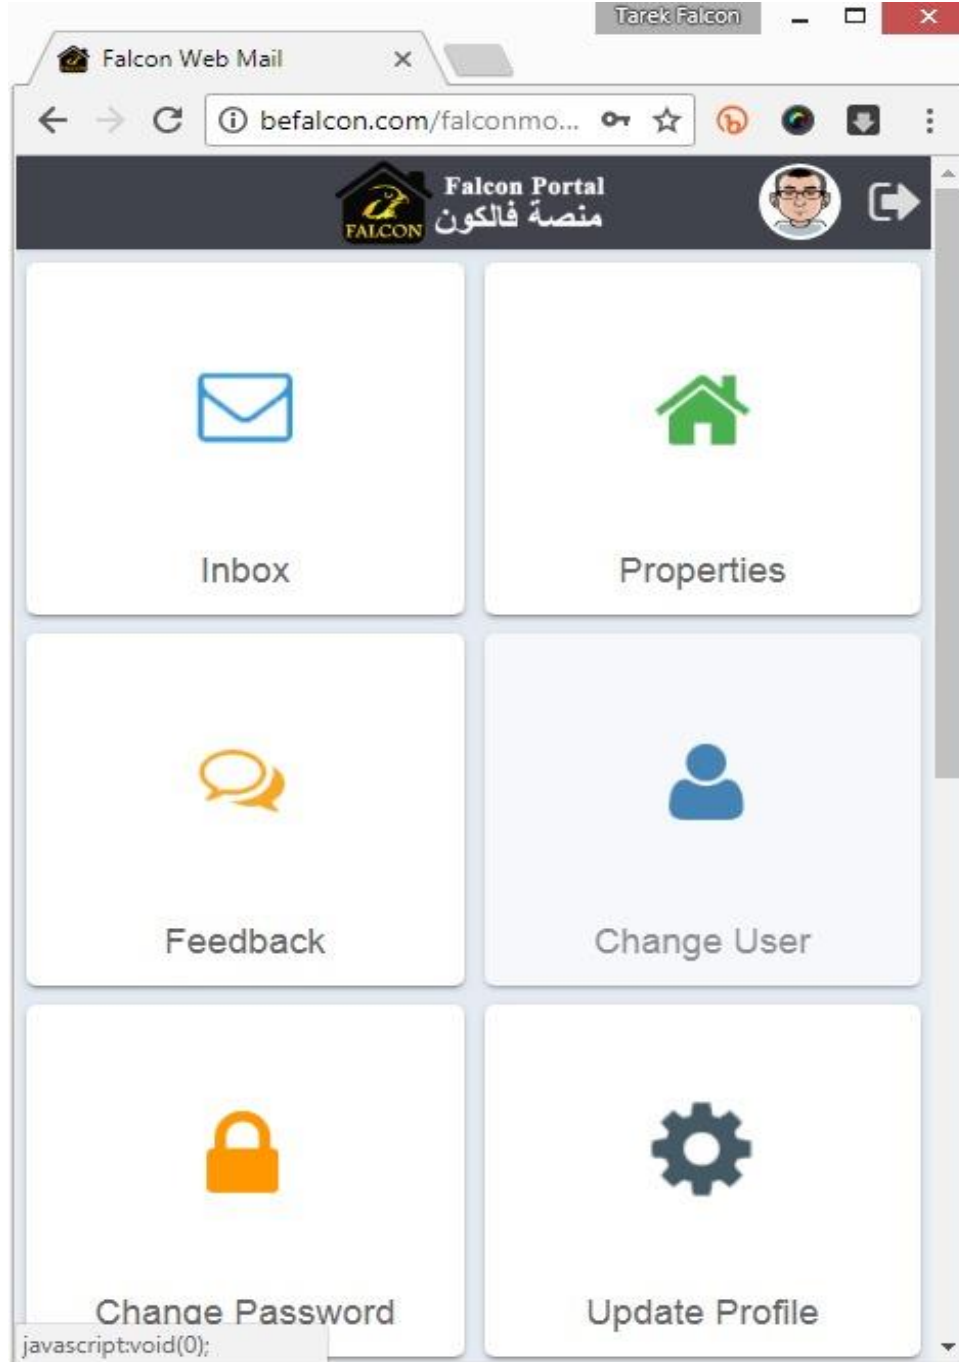 Tarek Falcon
Falcon Web Mail
befalcon.com/falconmo...
Falcon Portal
منصة فالكون
FALCON
Inbox
Properties
Feedback
Change User
Change Password
Update Profile
javascript:void(0);